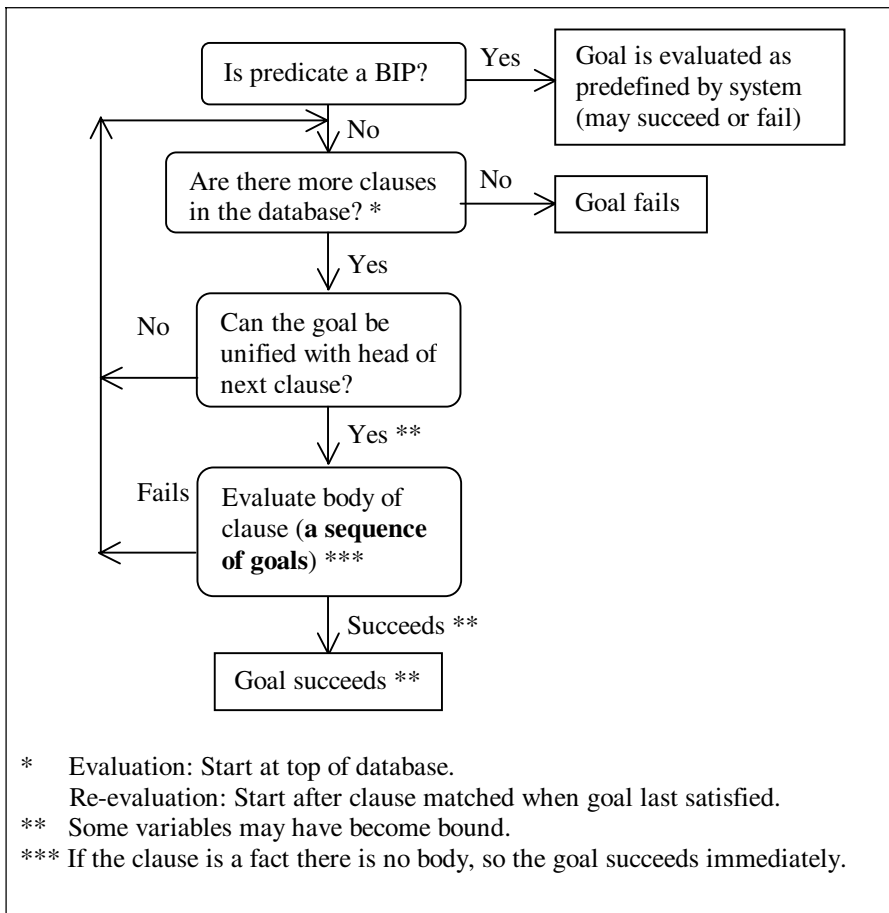 Is predicate a BIP?
Yes
Goal is evaluated as
predefined by system
(may succeed or fail)
No
Are there more clauses
in the database? *
No
Goal fails
Yes
No
Can the goal be
unified with head of
next clause?
Yes **
Fails
Evaluate body of
clause (a sequence
of goals) ***
Succeeds **
Goal succeeds **
* Evaluation: Start at top of database.
Re-evaluation: Start after clause matched when goal last satisfied.
** Some variables may have become bound.
*** If the clause is a fact there is no body, so the goal succeeds immediately.